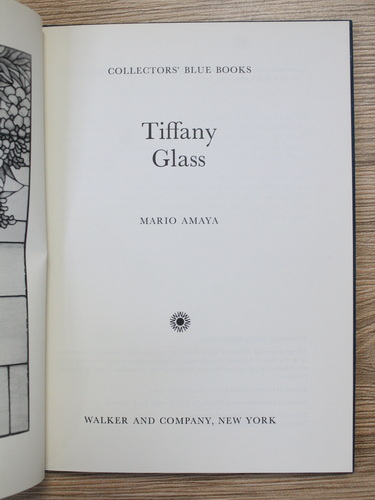 COLLECTORS' BLUE BOOKS
Tiffany
Glass
MARIO AMAYA
WALKER AND COMPANY, NEW YORK